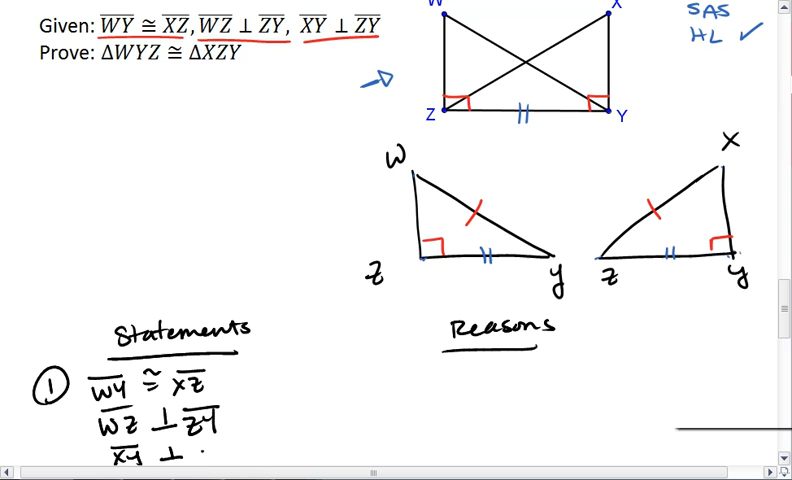 Given: WY ≅ XZ, WZ ⊥ ZY, XY ⊥ ZY
Prove: ΔWYZ ≅ ΔXZY
SAS
HL ✓
W X
Z Y
W X
Z Y Z Y
Statements Reasons
① WY ≅ XZ
WZ ⊥ ZY
XY ⊥